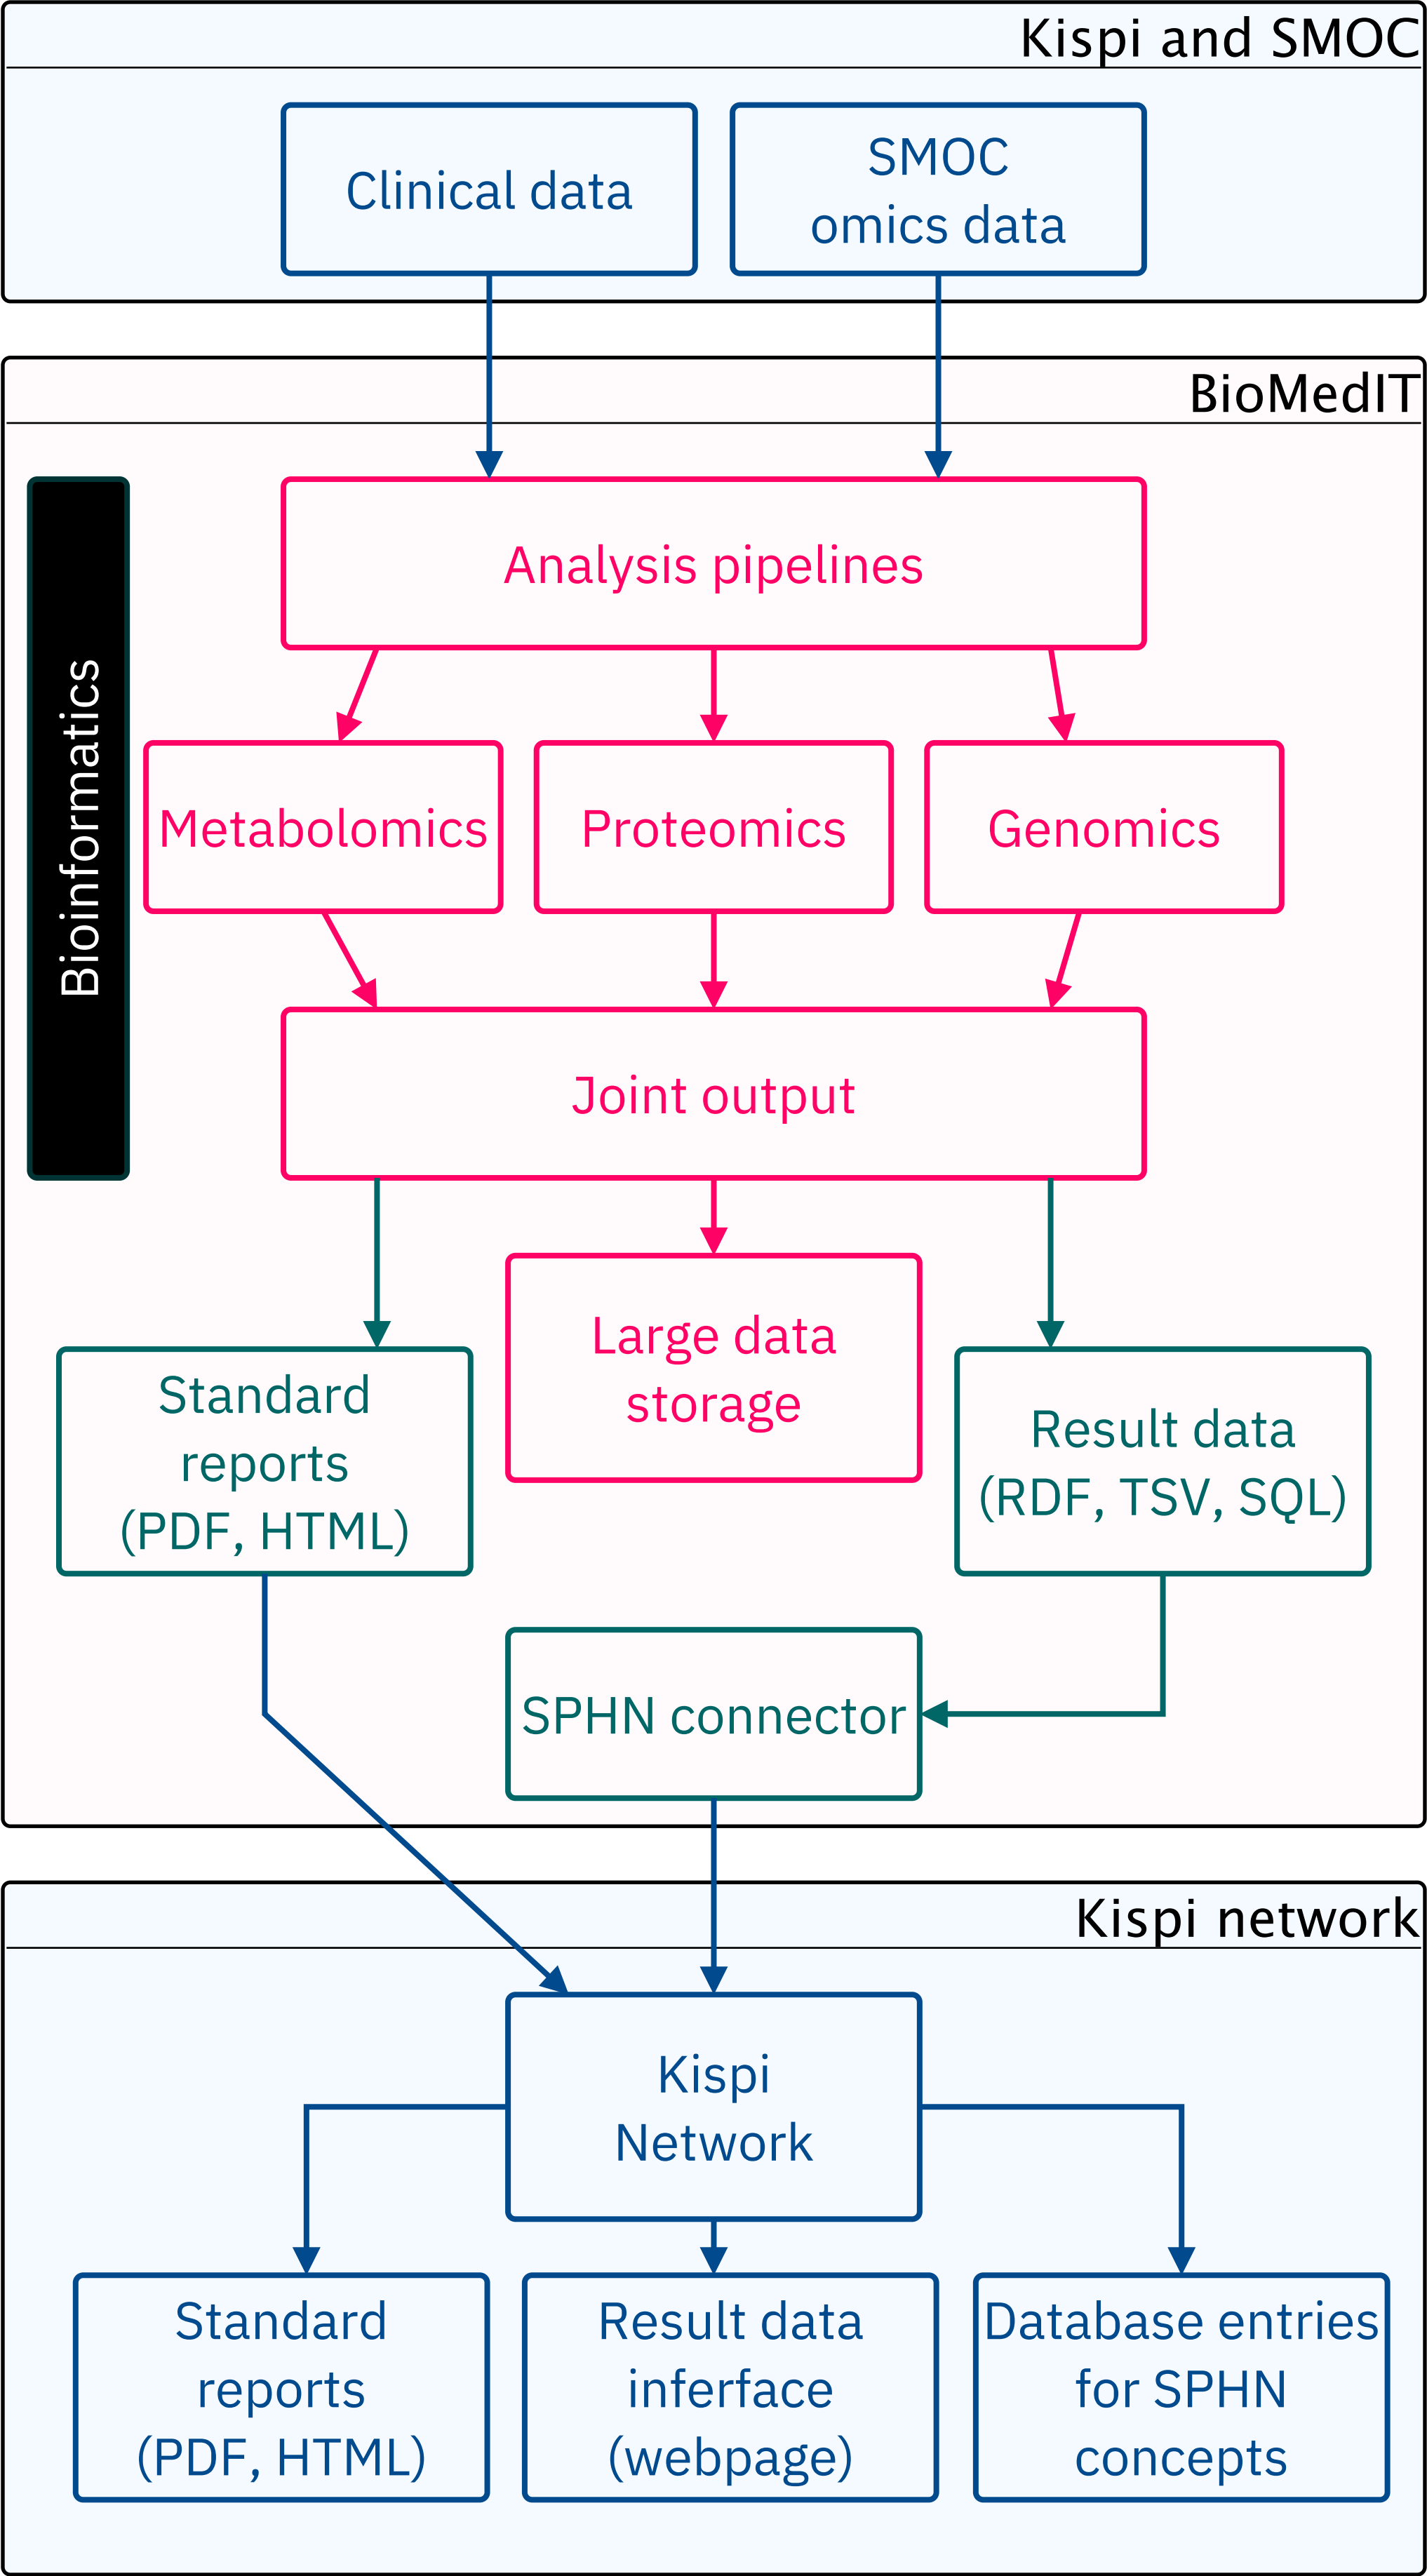 Kispi and SMOC
Clinical data
SMOC
omics data
BioMedIT
Bioinformatics
Analysis pipelines
Metabolomics
Proteomics
Genomics
Joint output
Large data
storage
Standard
reports
(PDF, HTML)
Result data
(RDF, TSV, SQL)
SPHN connector
Kispi network
Kispi
Network
Standard
reports
(PDF, HTML)
Result data
inferface
(webpage)
Database entries
for SPHN
concepts